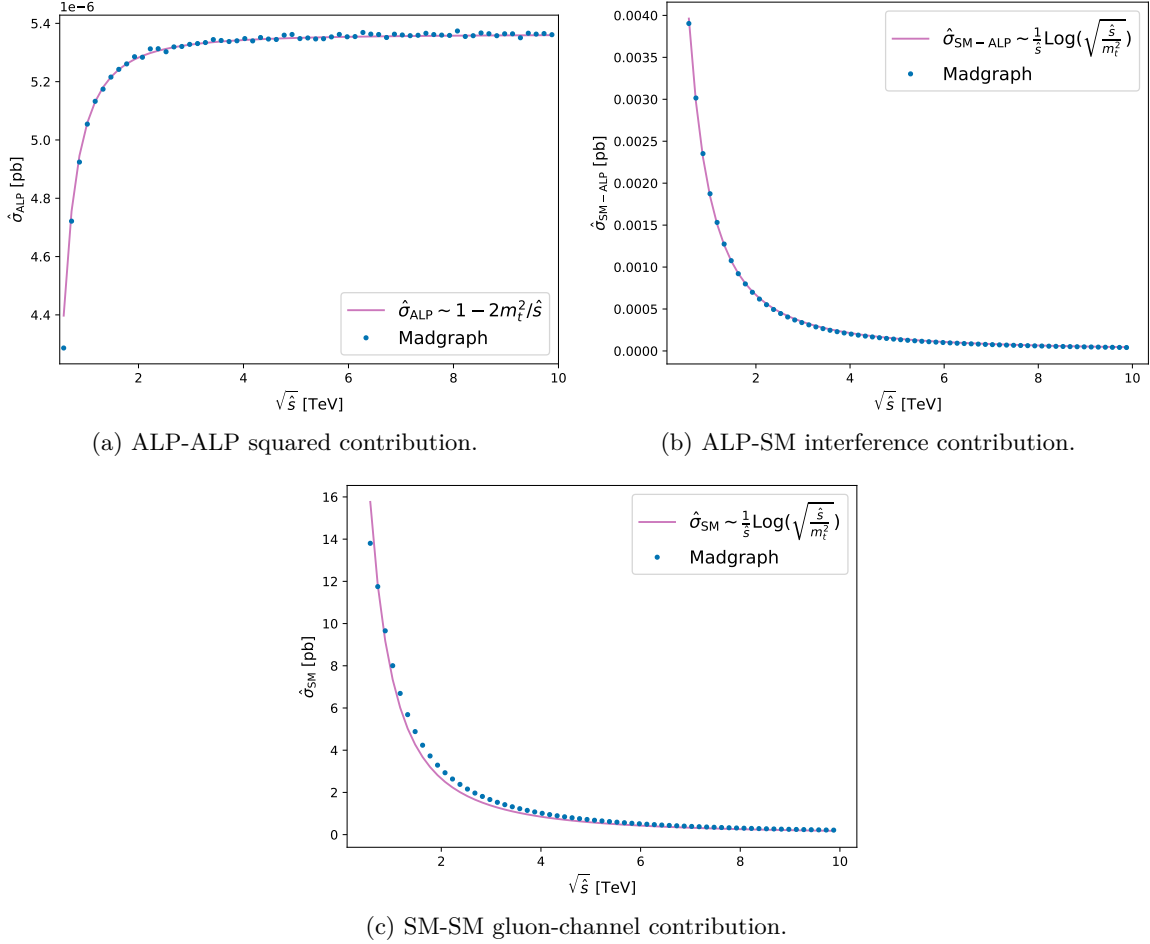 1e−6
5.4
5.2
5.0
4.8
4.6
4.4
σ̂_ALP [pb]
σ̂_ALP ~ 1 − 2m_t^2/ŝ
Madgraph
2 4 6 8 10
√ŝ [TeV]
(a) ALP-ALP squared contribution.
0.0040
0.0035
0.0030
0.0025
0.0020
0.0015
0.0010
0.0005
0.0000
σ̂_SM−ALP [pb]
σ̂_SM−ALP ~ 1/ŝ Log(√(ŝ/m_t^2))
Madgraph
2 4 6 8 10
√ŝ [TeV]
(b) ALP-SM interference contribution.
16
14
12
10
8
6
4
2
0
σ̂_SM [pb]
σ̂_SM ~ 1/ŝ Log(√(ŝ/m_t^2))
Madgraph
2 4 6 8 10
√ŝ [TeV]
(c) SM-SM gluon-channel contribution.